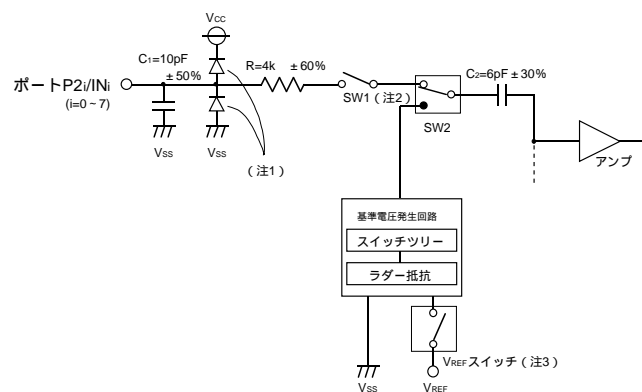 VCC
C1=10pF
±50%
R=4k
±60%
ポートP2i/INi
(i=0～7)
VSS
VSS
(注1)
SW1(注2)
SW2
C2=6pF±30%
アンプ
基準電圧発生回路
スイッチツリー
ラダー抵抗
VREFスイッチ(注3)
VSS
VREF